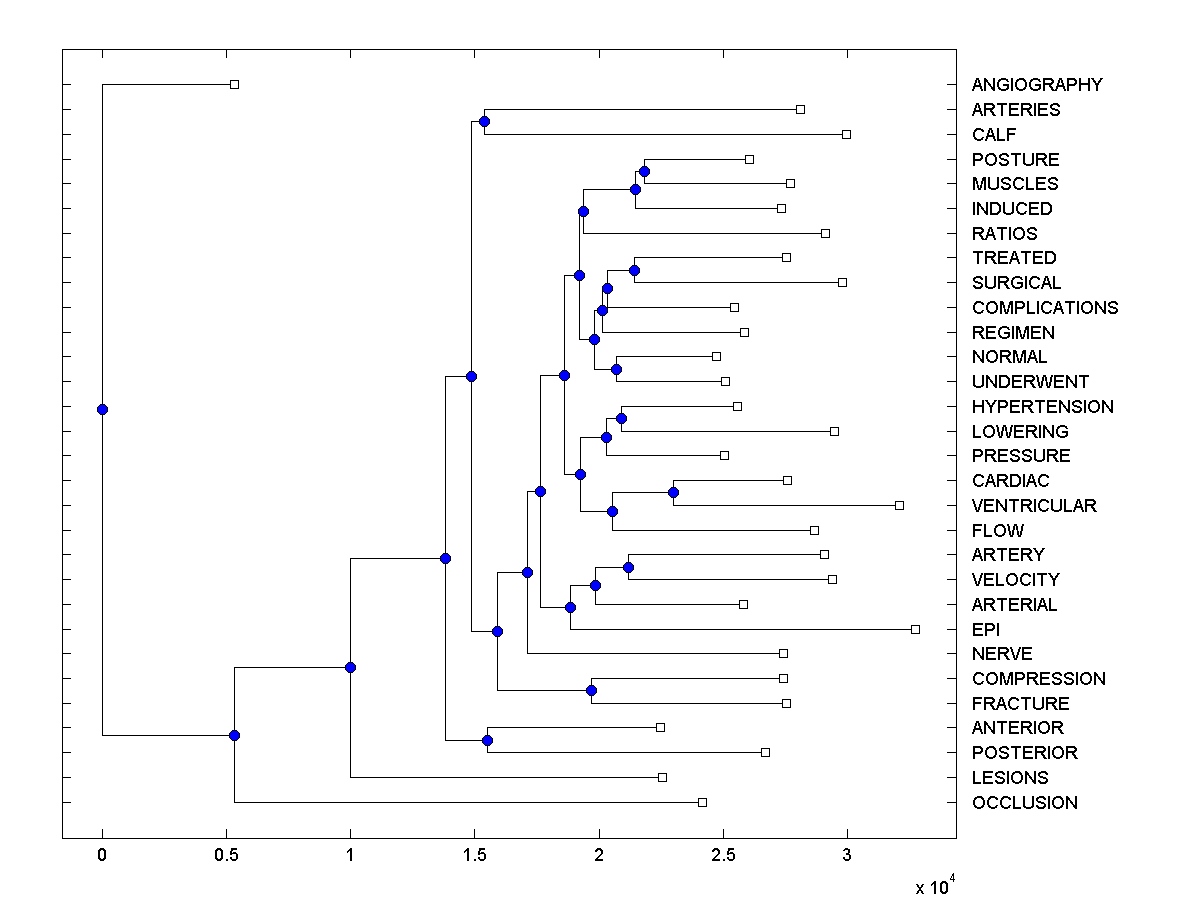 ANGIOGRAPHY
ARTERIES
CALF
POSTURE
MUSCLES
INDUCED
RATIOS
TREATED
SURGICAL
COMPLICATIONS
REGIMEN
NORMAL
UNDERWENT
HYPERTENSION
LOWERING
PRESSURE
CARDIAC
VENTRICULAR
FLOW
ARTERY
VELOCITY
ARTERIAL
EPI
NERVE
COMPRESSION
FRACTURE
ANTERIOR
POSTERIOR
LESIONS
OCCLUSION
0 0.5 1 1.5 2 2.5 3
x 10^4